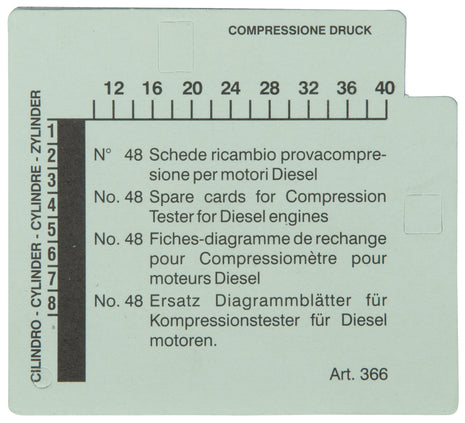 COMPRESSIONE DRUCK
12 16 20 24 28 32 36 40
CILINDRO - CYLINDER - CYLINDRE - ZYLINDER
1
2
3
4
5
6
7
8
N° 48 Schede ricambio provacompre-
sione per motori Diesel
No. 48 Spare cards for Compression
Tester for Diesel engines
No. 48 Fiches-diagramme de rechange
pour Compressiomètre pour
moteurs Diesel
No. 48 Ersatz Diagrammblätter für
Kompressionstester für Diesel
motoren.
Art. 366